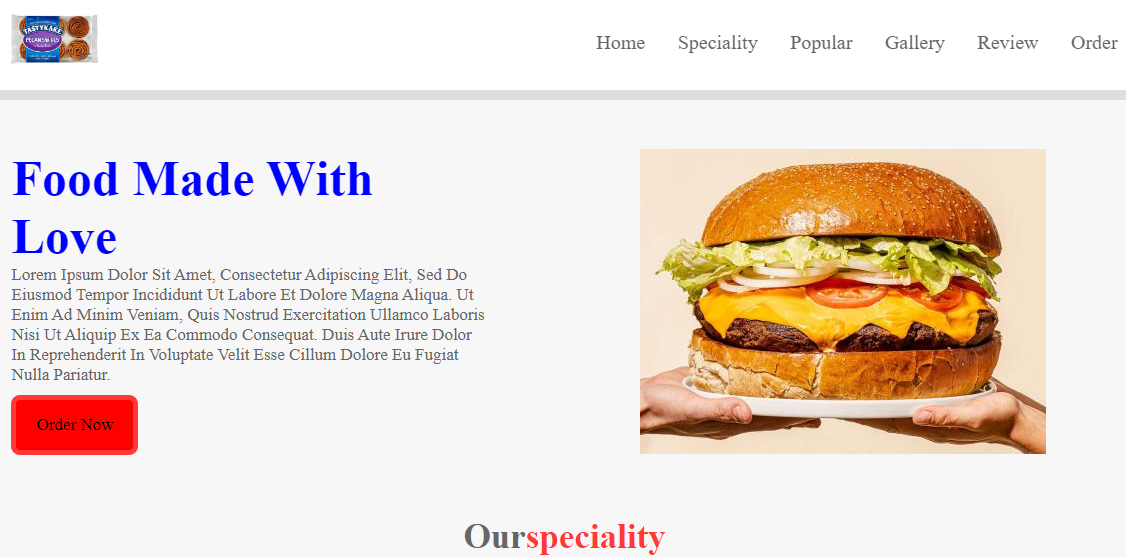 TASTYKAKE
Home Speciality Popular Gallery Review Order
Food Made With
Love
Lorem Ipsum Dolor Sit Amet, Consectetur Adipiscing Elit, Sed Do
Eiusmod Tempor Incididunt Ut Labore Et Dolore Magna Aliqua. Ut
Enim Ad Minim Veniam, Quis Nostrud Exercitation Ullamco Laboris
Nisi Ut Aliquip Ex Ea Commodo Consequat. Duis Aute Irure Dolor
In Reprehenderit In Voluptate Velit Esse Cillum Dolore Eu Fugiat
Nulla Pariatur.
Order Now
Ourspeciality